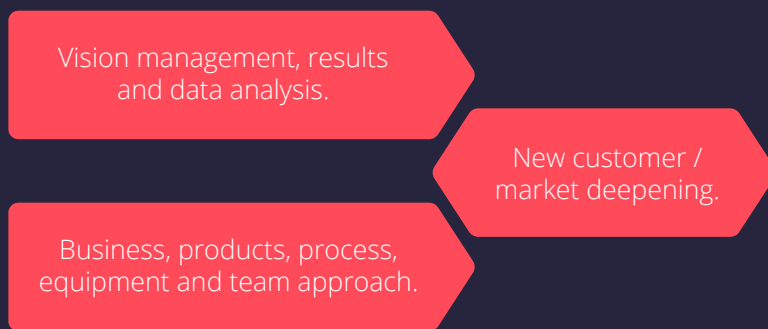 Vision management, results
and data analysis.
New customer /
market deepening.
Business, products, process,
equipment and team approach.